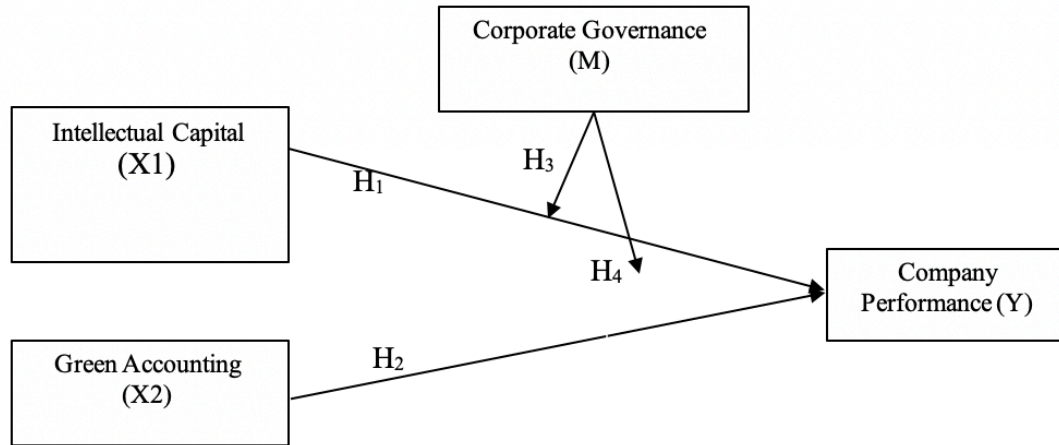 Corporate Governance
(M)
Intellectual Capital
(X1)
H₃
H₁
H₄
Company
Performance (Y)
Green Accounting
(X2)
H₂